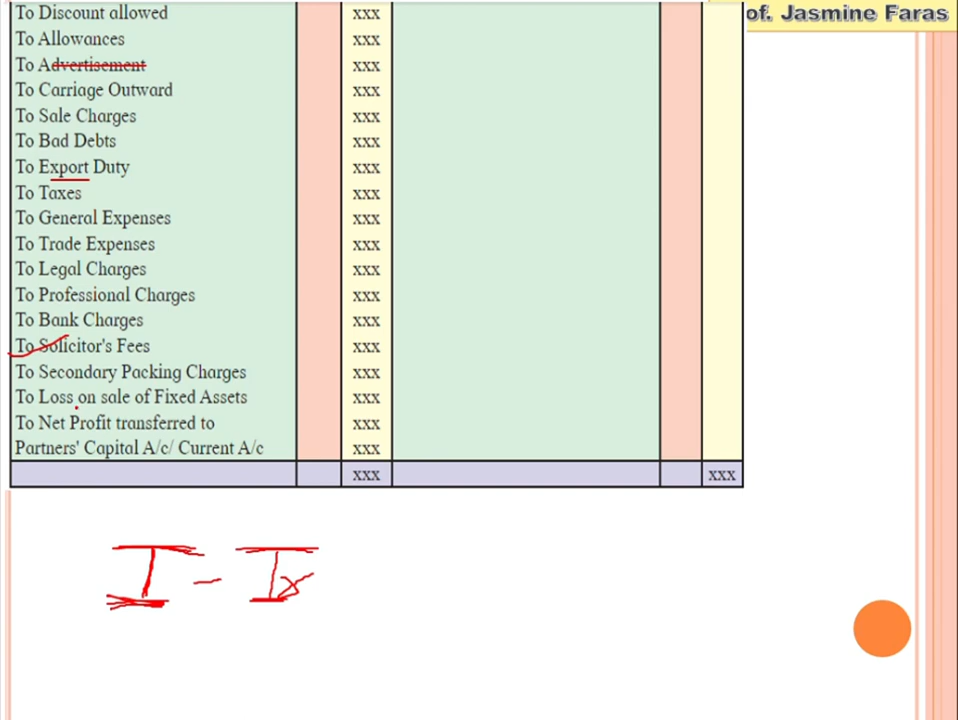 of. Jasmine Faras
To Discount allowed xxx
To Allowances xxx
To Advertisement xxx
To Carriage Outward xxx
To Sale Charges xxx
To Bad Debts xxx
To Export Duty xxx
To Taxes xxx
To General Expenses xxx
To Trade Expenses xxx
To Legal Charges xxx
To Professional Charges xxx
To Bank Charges xxx
To Solicitor's Fees xxx
To Secondary Packing Charges xxx
To Loss on sale of Fixed Assets xxx
To Net Profit transferred to xxx
Partners' Capital A/c/ Current A/c xxx
xxx xxx
I - Ix